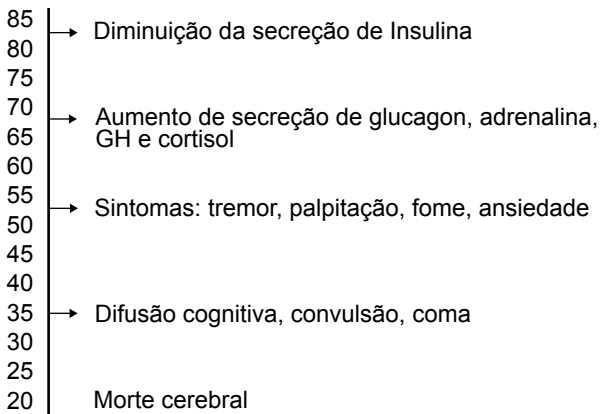 85
Diminuição da secreção de Insulina
80
75
70
Aumento de secreção de glucagon, adrenalina,
65
GH e cortisol
60
55
Sintomas: tremor, palpitação, fome, ansiedade
50
45
40
35
Difusão cognitiva, convulsão, coma
30
25
20
Morte cerebral